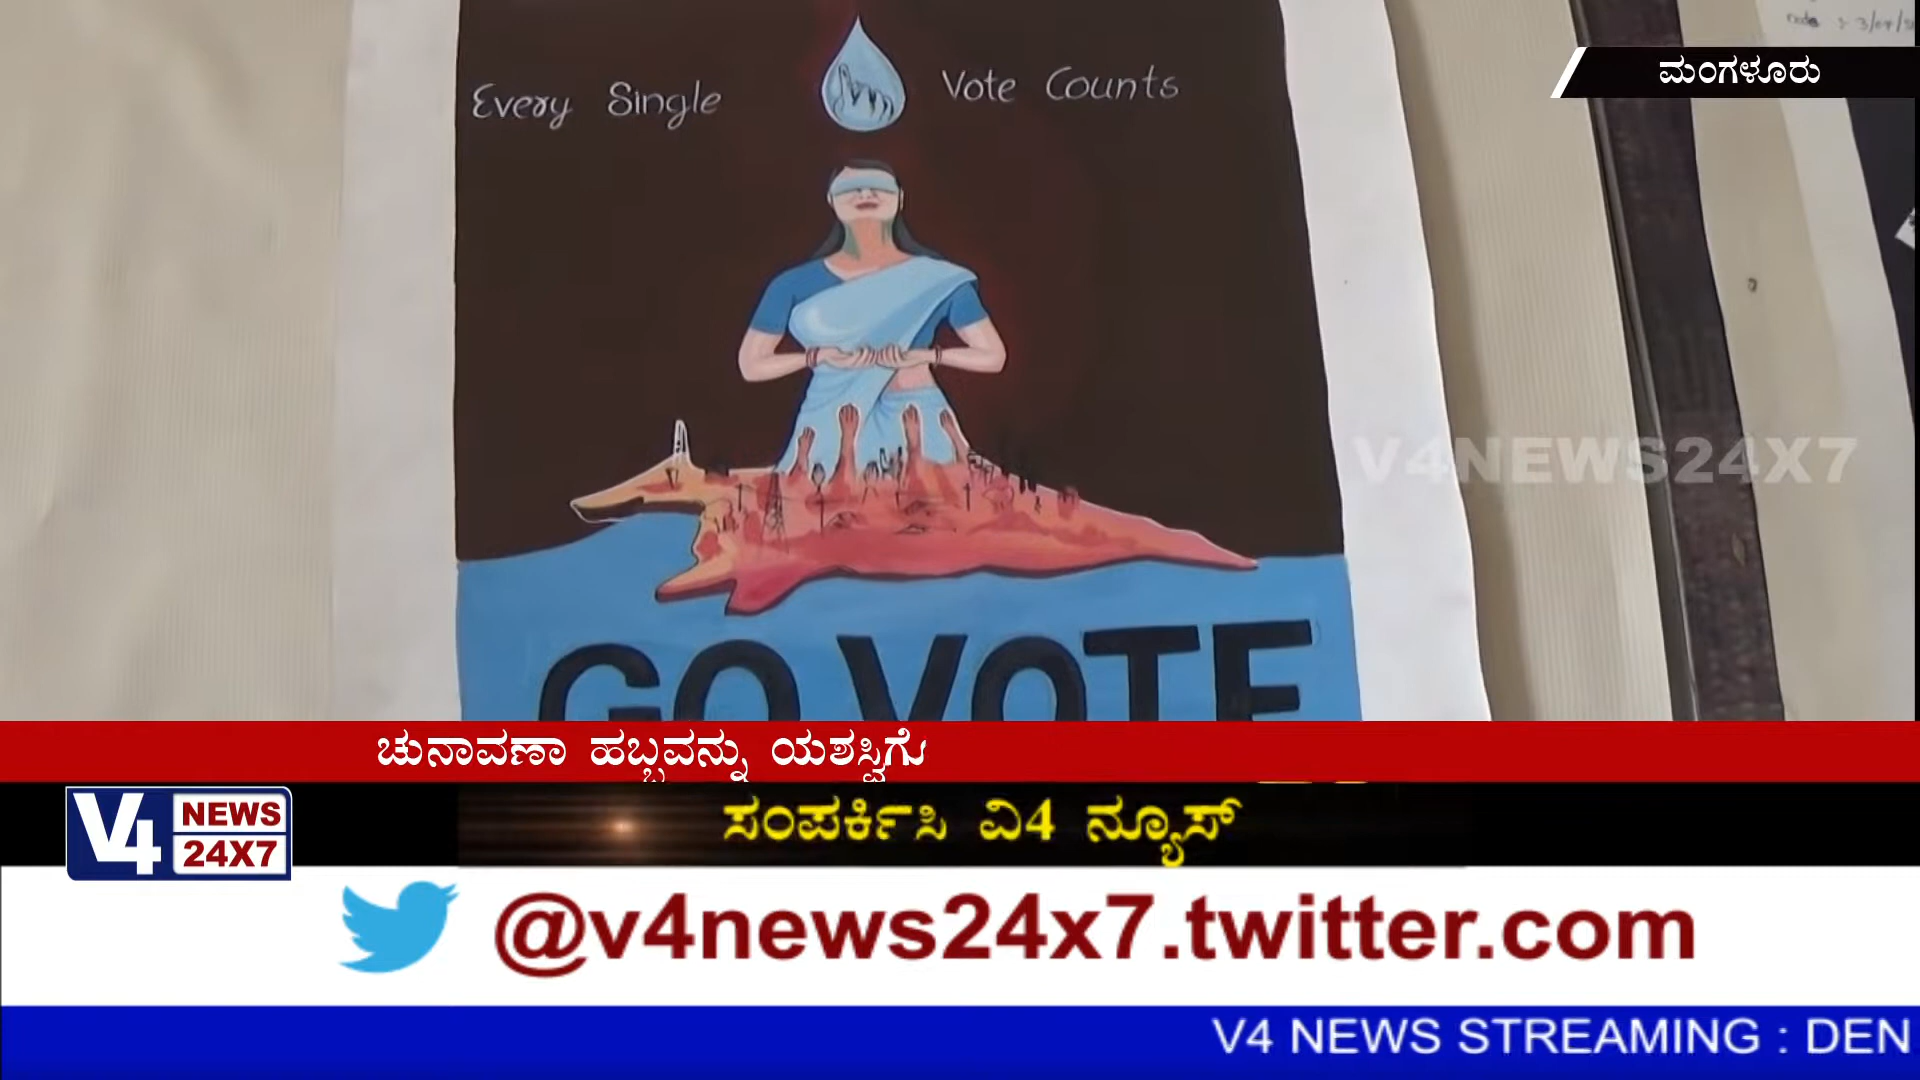 Every Single Vote Counts
ಮಂಗಳೂರು
V4NEWS24X7
GO VOTE
ಚುನಾವಣಾ ಹಬ್ಬವನ್ನು ಯಶಸ್ವಿಗೆ
V4 NEWS 24X7
ಸಂಪರ್ಕಿಸಿ ವಿ4 ನ್ಯೂಸ್
@v4news24x7.twitter.com
V4 NEWS STREAMING : DEN